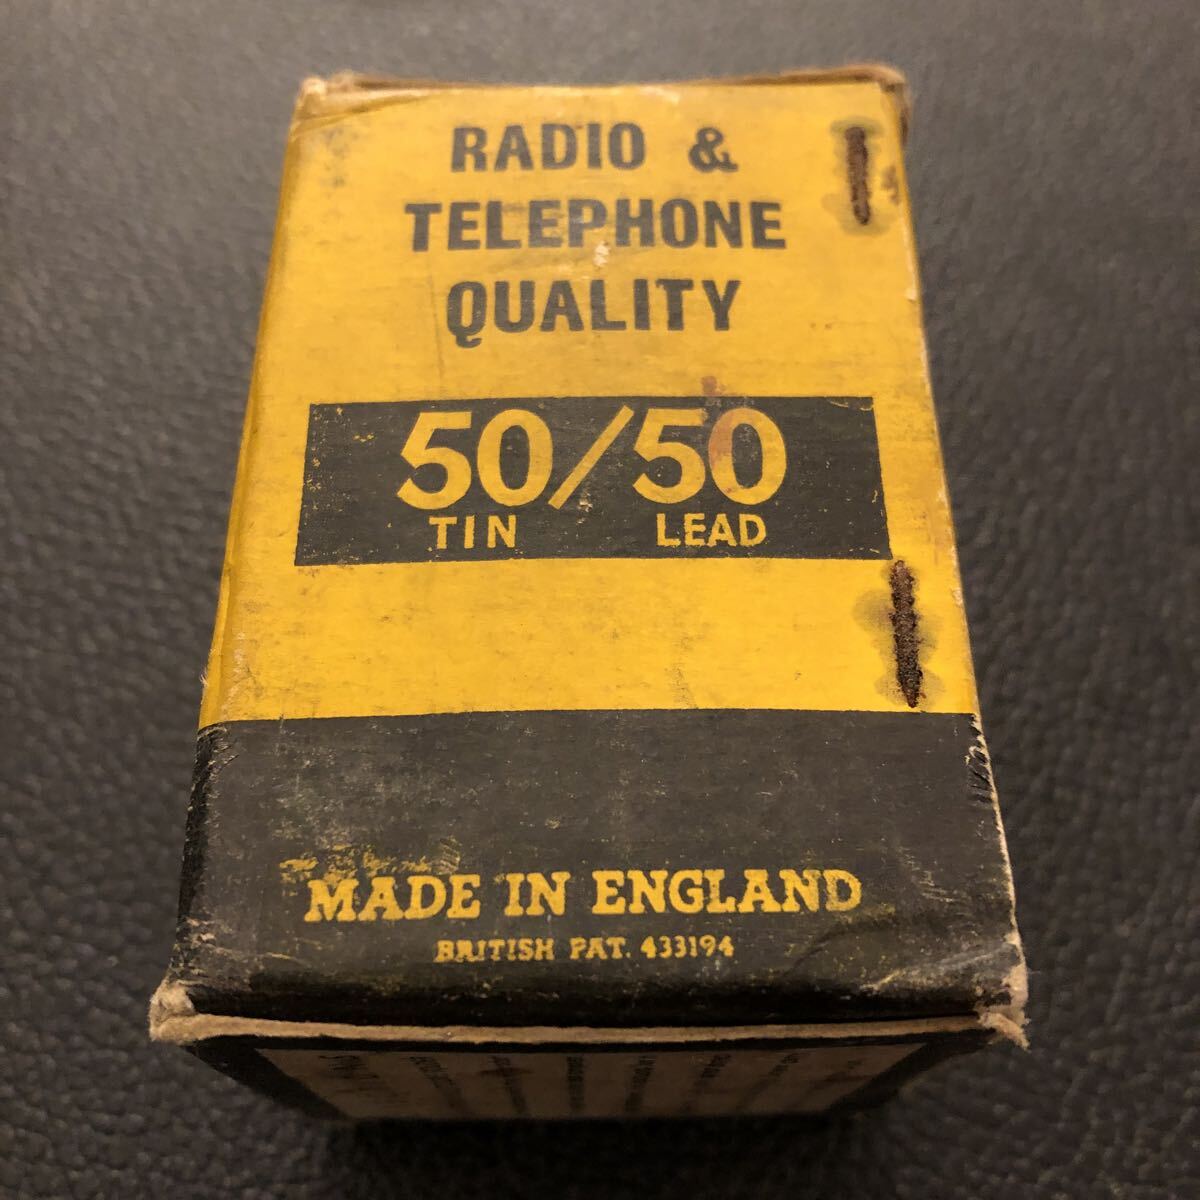 RADIO &
TELEPHONE
QUALITY
50/50
TIN LEAD
MADE IN ENGLAND
BRITISH PAT. 433194